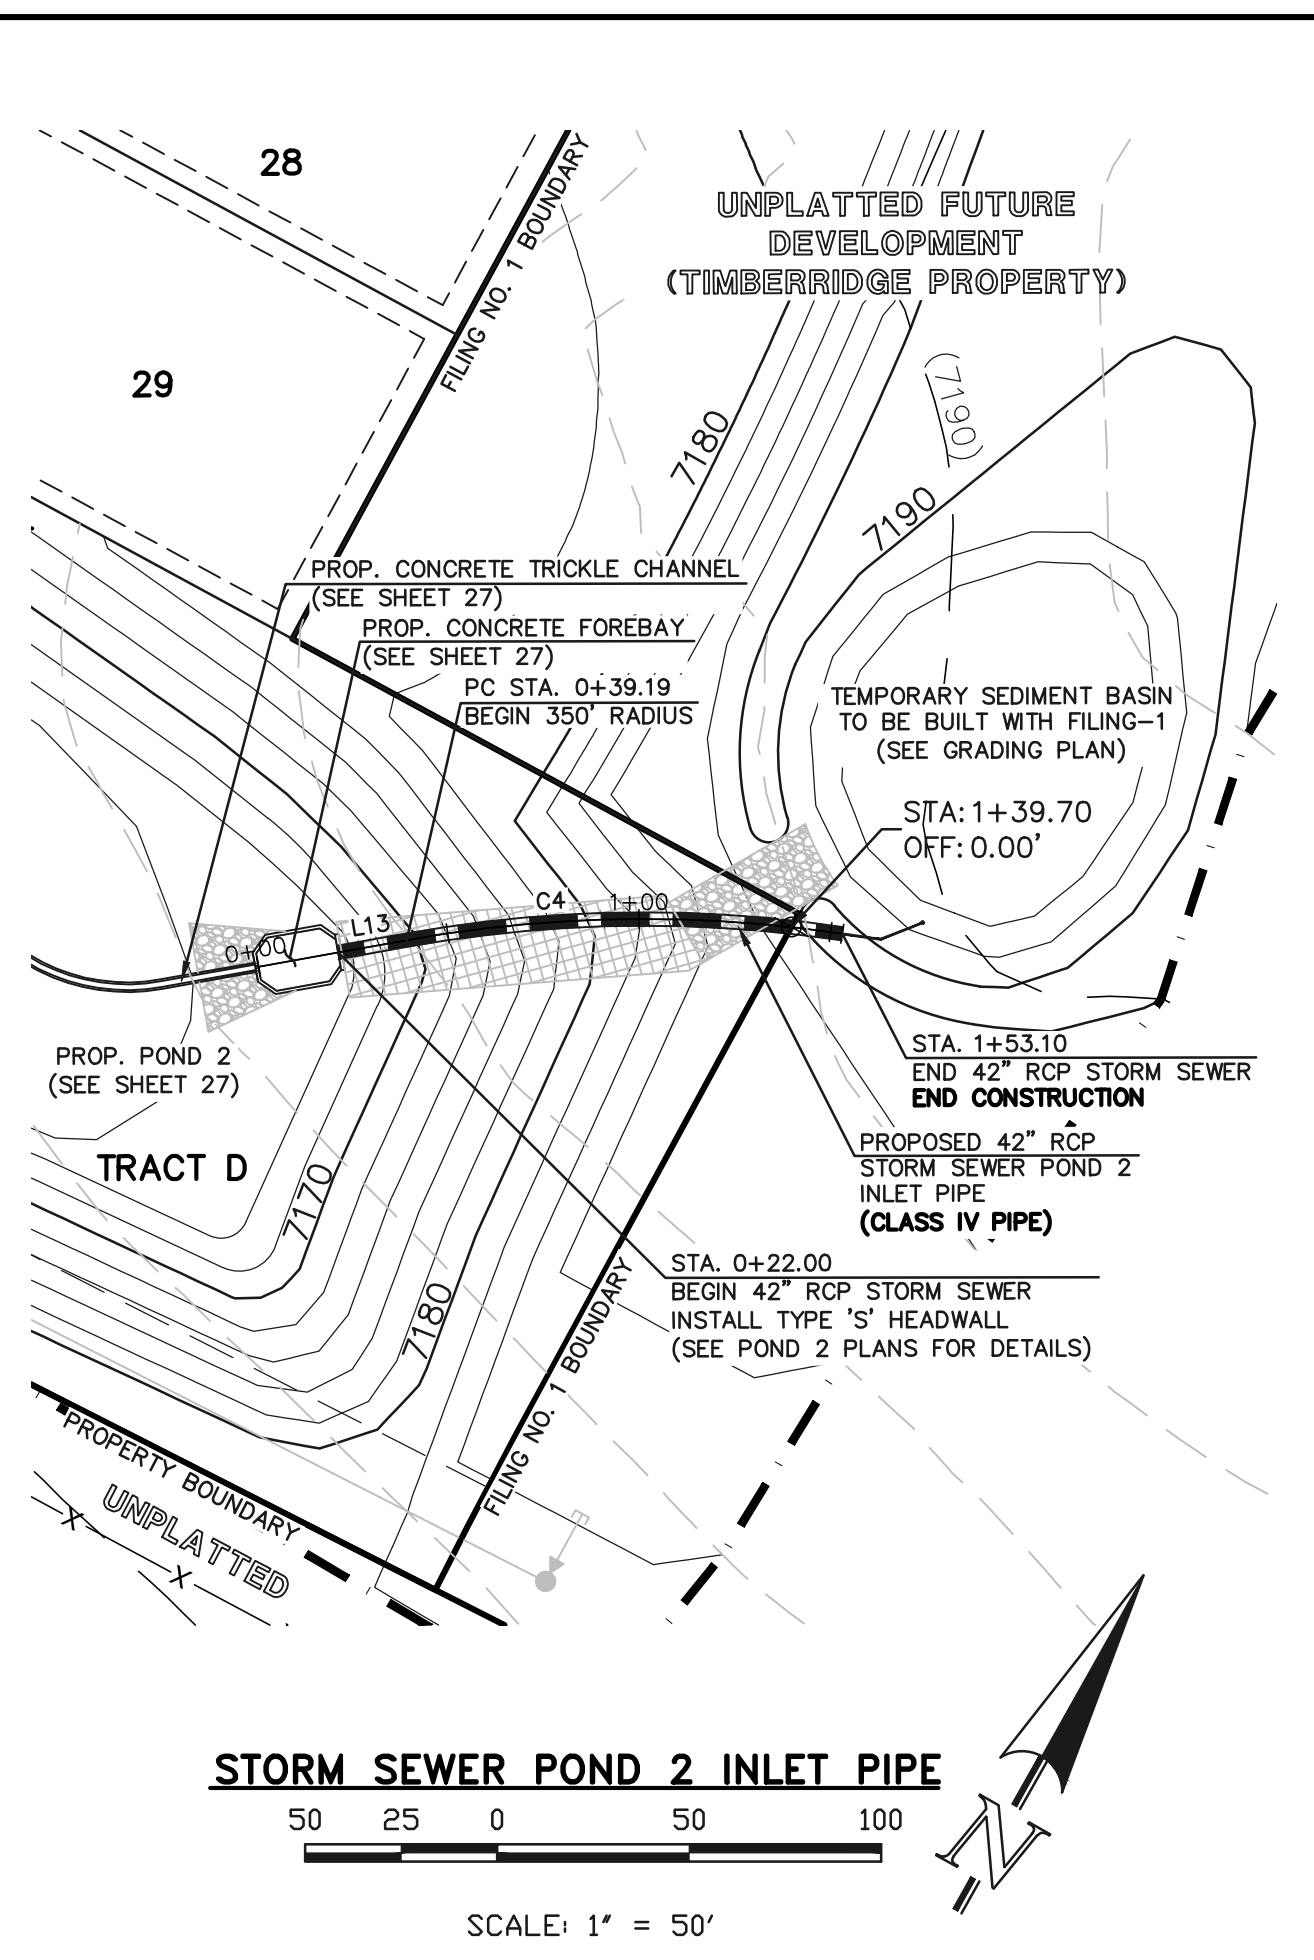 28
FILING NO. 1 BOUNDARY
UNPLATTED FUTURE
DEVELOPMENT
(TIMBERRIDGE PROPERTY)
29
(7190)
7180
7190
PROP. CONCRETE TRICKLE CHANNEL
(SEE SHEET 27)
PROP. CONCRETE FOREBAY
(SEE SHEET 27)
PC STA. 0+39.19
BEGIN 350' RADIUS
TEMPORARY SEDIMENT BASIN
TO BE BUILT WITH FILING-1
(SEE GRADING PLAN)
STA: 1+39.70
OFF: 0.00'
C4
1+00
L13
0+00
PROP. POND 2
(SEE SHEET 27)
STA. 1+53.10
END 42" RCP STORM SEWER
END CONSTRUCTION
PROPOSED 42" RCP
STORM SEWER POND 2
INLET PIPE
(CLASS IV PIPE)
TRACT D
7170
STA. 0+22.00
BEGIN 42" RCP STORM SEWER
INSTALL TYPE 'S' HEADWALL
(SEE POND 2 PLANS FOR DETAILS)
7180
FILING NO. 1 BOUNDARY
PROPERTY BOUNDARY
UNPLATTED
X
X
STORM SEWER POND 2 INLET PIPE
50 25 0 50 100
N
SCALE: 1" = 50'